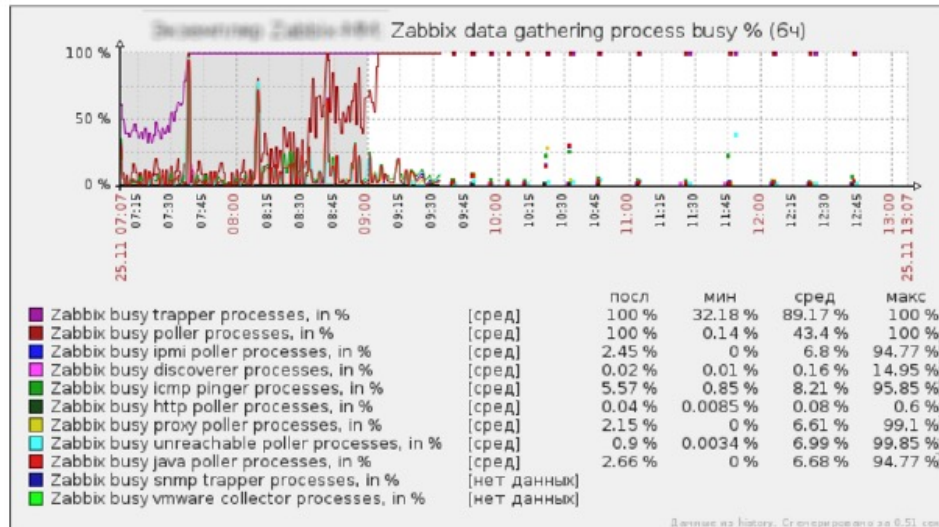 Zabbix data gathering process busy % (6ч)
100 %
50 %
0 %
25.11 07:07
07:15
07:30
07:45
08:00
08:15
08:30
08:45
09:00
09:15
09:30
09:45
10:00
10:15
10:30
10:45
11:00
11:15
11:30
11:45
12:00
12:15
12:30
12:45
13:00
25.11 13:07
посл мин сред макс
Zabbix busy trapper processes, in % [сред] 100 % 32.18 % 89.17 % 100 %
Zabbix busy poller processes, in % [сред] 100 % 0.14 % 43.4 % 100 %
Zabbix busy ipmi poller processes, in % [сред] 2.45 % 0 % 6.8 % 94.77 %
Zabbix busy discoverer processes, in % [сред] 0.02 % 0.01 % 0.16 % 14.95 %
Zabbix busy icmp pinger processes, in % [сред] 5.57 % 0.85 % 8.21 % 95.85 %
Zabbix busy http poller processes, in % [сред] 0.04 % 0.0085 % 0.08 % 0.6 %
Zabbix busy proxy poller processes, in % [сред] 2.15 % 0 % 6.61 % 99.1 %
Zabbix busy unreachable poller processes, in % [сред] 0.9 % 0.0034 % 6.99 % 99.85 %
Zabbix busy java poller processes, in % [сред] 2.66 % 0 % 6.68 % 94.77 %
Zabbix busy snmp trapper processes, in % [нет данных]
Zabbix busy vmware collector processes, in % [нет данных]
Данные из history. Сгенерировано за 0.51 сек